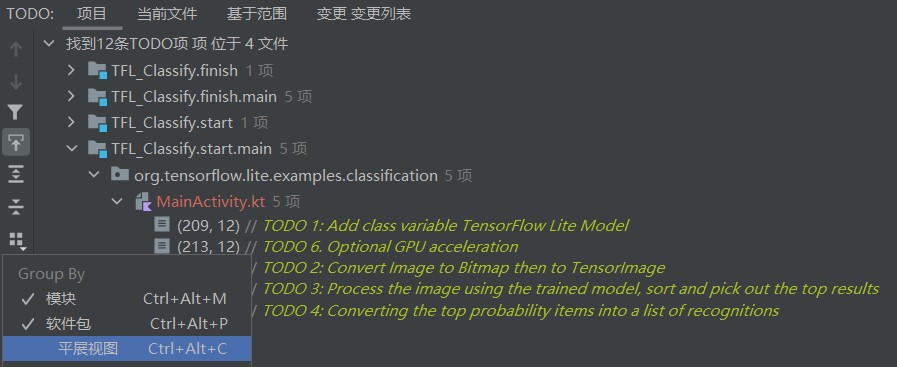 TODO: 项目 当前文件 基于范围 变更 变更列表
找到12条TODO项 项 位于 4 文件
TFL_Classify.finish 1 项
TFL_Classify.finish.main 5 项
TFL_Classify.start 1 项
TFL_Classify.start.main 5 项
org.tensorflow.lite.examples.classification 5 项
MainActivity.kt 5 项
(209, 12) // TODO 1: Add class variable TensorFlow Lite Model
(213, 12) // TODO 6. Optional GPU acceleration
// TODO 2: Convert Image to Bitmap then to TensorImage
// TODO 3: Process the image using the trained model, sort and pick out the top results
// TODO 4: Converting the top probability items into a list of recognitions
Group By
模块 Ctrl+Alt+M
软件包 Ctrl+Alt+P
平展视图 Ctrl+Alt+C